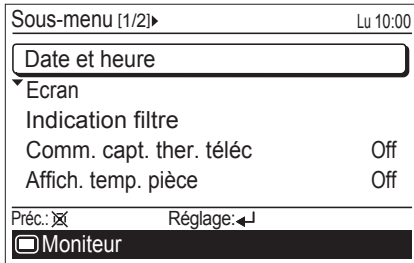 Sous-menu [1/2]▸ Lu 10:00
Date et heure
Ecran
Indication filtre
Comm. capt. ther. téléc Off
Affich. temp. pièce Off
Préc.: Réglage:
Moniteur